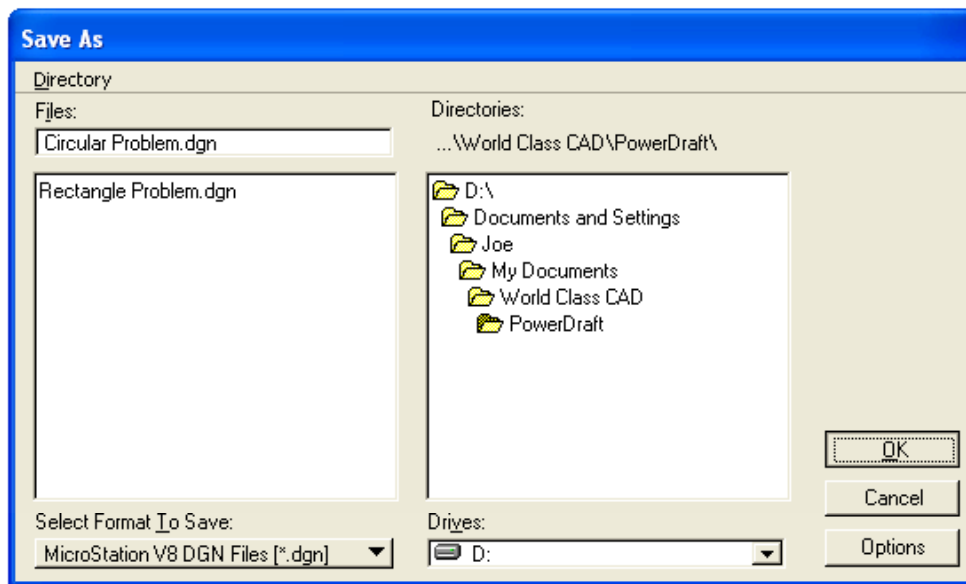 Save As
Directory
Files:
Circular Problem.dgn
Rectangle Problem.dgn
Select Format To Save:
MicroStation V8 DGN Files [*.dgn]
Directories:
...\World Class CAD\PowerDraft\
D:\
Documents and Settings
Joe
My Documents
World Class CAD
PowerDraft
Drives:
D:
OK
Cancel
Options